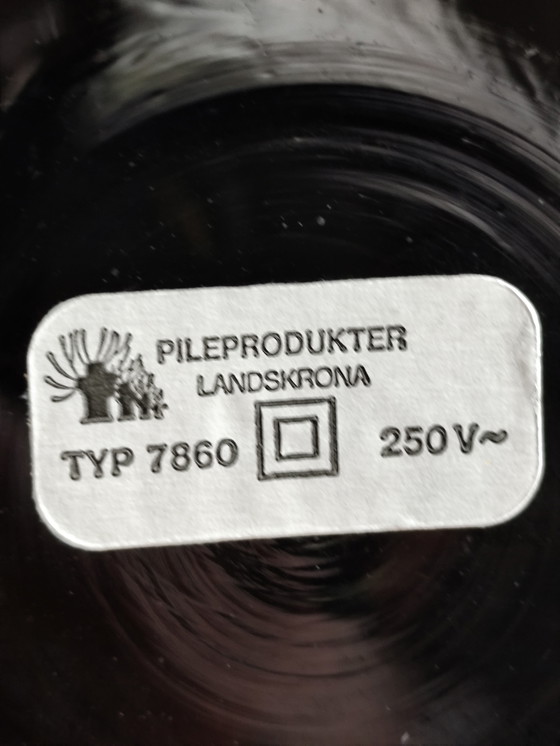 PILEPRODUKTER
LANDSKRONA
TYP 7860 250 V~